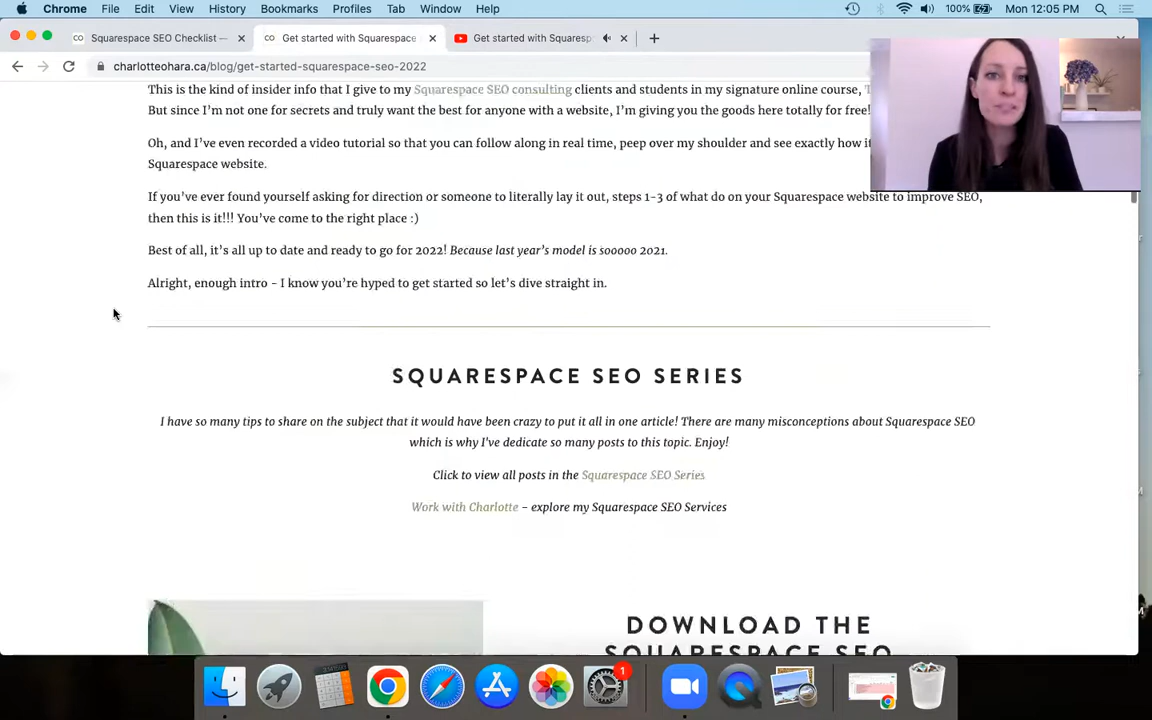 Chrome File Edit View History Bookmarks Profiles Tab Window Help 100% Mon 12:05 PM
CO Squarespace SEO Checklist — CO Get started with Squarespace Get started with Squaresp
charlotteohara.ca/blog/get-started-squarespace-seo-2022
This is the kind of insider info that I give to my Squarespace SEO consulting clients and students in my signature online course,
But since I'm not one for secrets and truly want the best for anyone with a website, I'm giving you the goods here totally for free!
Oh, and I've even recorded a video tutorial so that you can follow along in real time, peep over my shoulder and see exactly how
Squarespace website.
If you've ever found yourself asking for direction or someone to literally lay it out, steps 1-3 of what do on your Squarespace website to improve SEO,
then this is it!!! You've come to the right place :)
Best of all, it's all up to date and ready to go for 2022! Because last year's model is sooooo 2021.
Alright, enough intro - I know you're hyped to get started so let's dive straight in.
SQUARESPACE SEO SERIES
I have so many tips to share on the subject that it would have been crazy to put it all in one article! There are many misconceptions about Squarespace SEO
which is why I've dedicate so many posts to this topic. Enjoy!
Click to view all posts in the Squarespace SEO Series
Work with Charlotte - explore my Squarespace SEO Services
DOWNLOAD THE
SQUARESPACE SEO
1